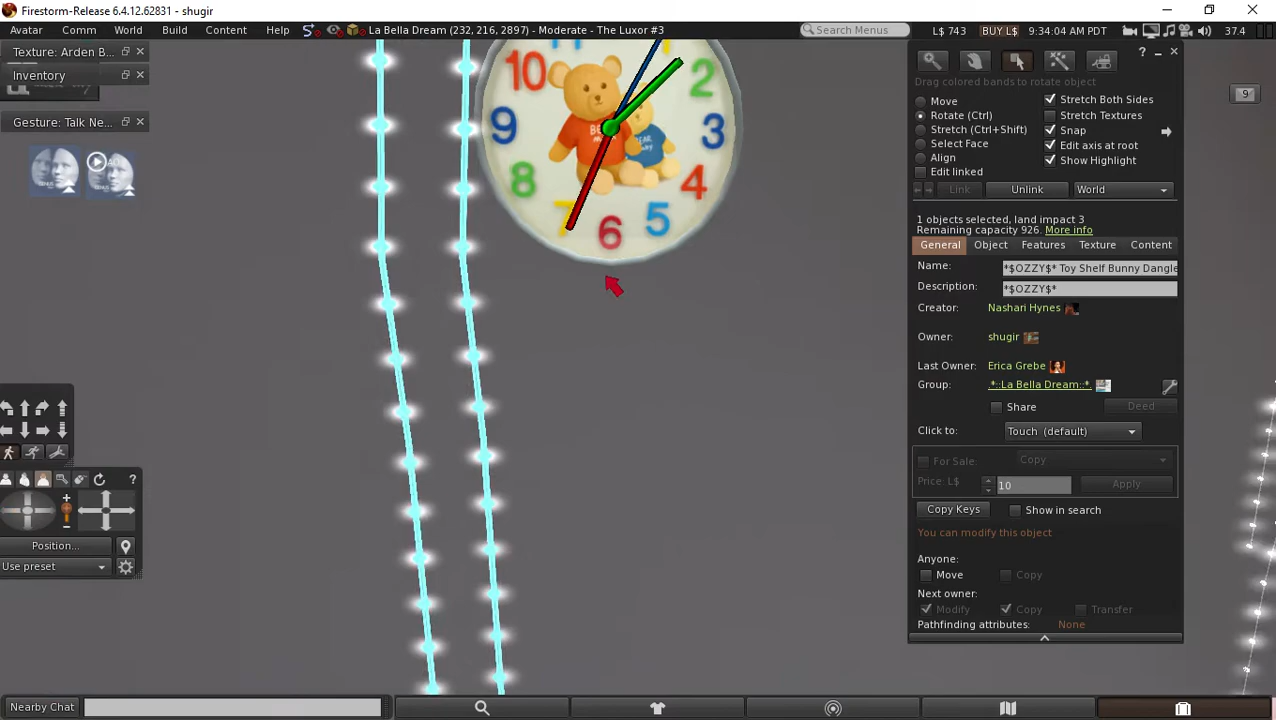 Firestorm-Release 6.4.12.62831 - shugir
Avatar Comm World Build Content Help La Bella Dream (232, 216, 2897) - Moderate - The Luxor #3 Search Menus L$ 743 BUY L$ 9:34:04 AM PDT 37.4
Texture: Arden B...
Inventory
Gesture: Talk Ne...
10 2
9 3
8 4
7 6 5
?
Drag colored bands to rotate object
Move
Rotate (Ctrl)
Stretch (Ctrl+Shift)
Select Face
Align
Edit linked
Stretch Both Sides
Stretch Textures
Snap
Edit axis at root
Show Highlight
Link Unlink World
1 objects selected, land impact 3
Remaining capacity 926. More info
General Object Features Texture Content
Name: *$OZZY$* Toy Shelf Bunny Dangle
Description: *$OZZY$*
Creator: Nashari Hynes
Owner: shugir
Last Owner: Erica Grebe
Group: .*::La Bella Dream::*.
Share Deed
Click to: Touch (default)
For Sale: Copy
Price: L$ 10 Apply
Copy Keys Show in search
You can modify this object
Anyone:
Move Copy
Next owner:
Modify Copy Transfer
Pathfinding attributes: None
9
?
Position...
Use preset
Nearby Chat